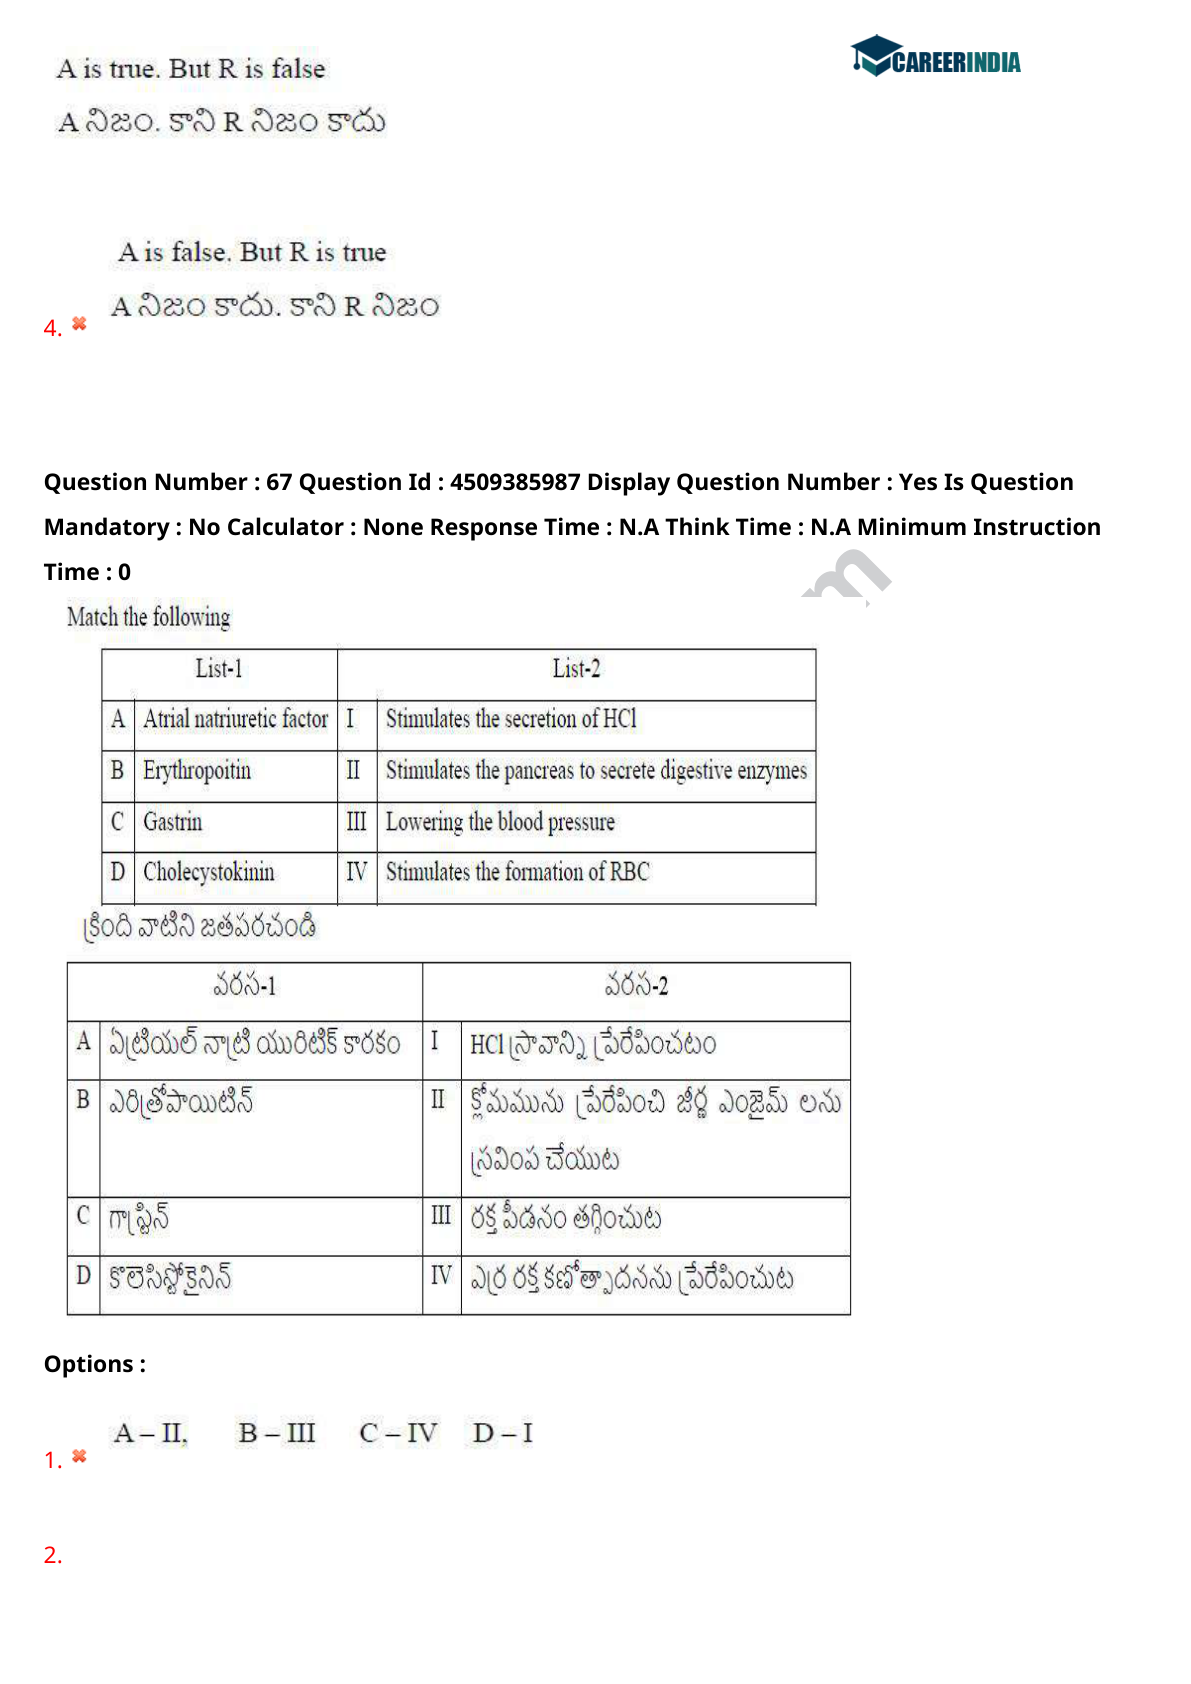 CAREERINDIA
A is true. But R is false
A నిజం. కాని R నిజం కాదు
A is false. But R is true
A నిజం కాదు. కాని R నిజం
4.
Question Number : 67 Question Id : 4509385987 Display Question Number : Yes Is Question
Mandatory : No Calculator : None Response Time : N.A Think Time : N.A Minimum Instruction
Time : 0
m
Match the following
List-1 List-2
A Atrial natriuretic factor I Stimulates the secretion of HCl
B Erythropoitin II Stimulates the pancreas to secrete digestive enzymes
C Gastrin III Lowering the blood pressure
D Cholecystokinin IV Stimulates the formation of RBC
క్రింది వాటిని జతపరచండి
వరస-1 వరస-2
A ఏట్రియల్ నాట్రి యురిటిక్ కారకం I HCl స్రావాన్ని ప్రేరేపించటం
B ఎరిత్రోపాయిటిన్ II క్లోమమును ప్రేరేపించి జీర్ణ ఎంజైమ్ లను
స్రవింప చేయుట
C గాస్ట్రిన్ III రక్త పీడనం తగ్గించుట
D కొలెసిస్టోకైనిన్ IV ఎర్ర రక్త కణోత్పాదనను ప్రేరేపించుట
Options :
A – II, B – III C – IV D – I
1.
2.